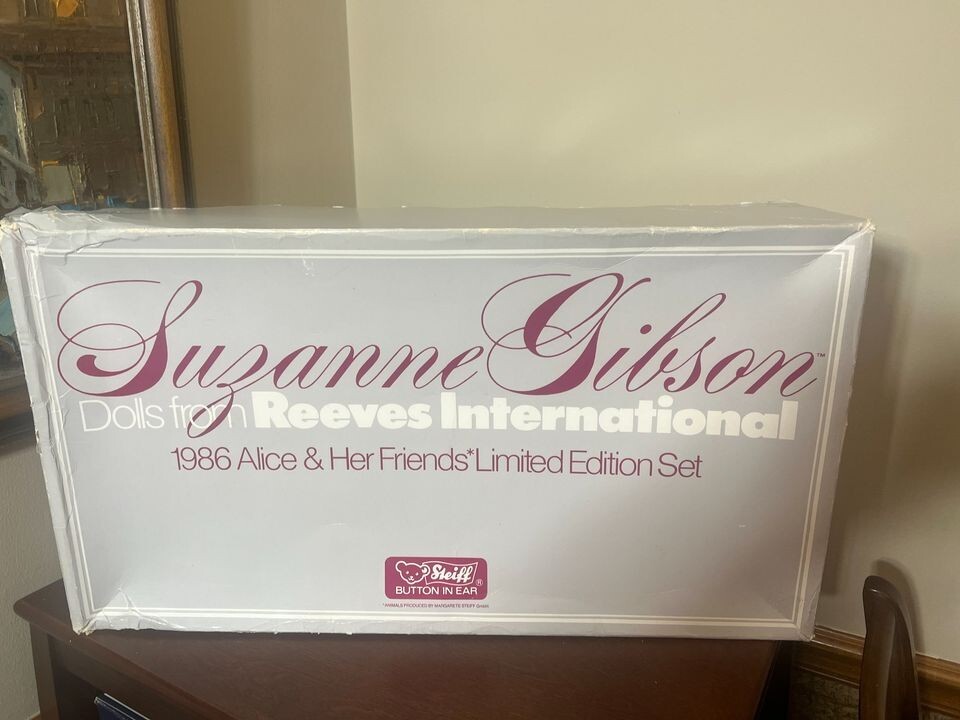 Suzanne Gibson™
Dolls from Reeves International
1986 Alice & Her Friends* Limited Edition Set
Steiff®
BUTTON IN EAR
*ANIMALS PRODUCED BY MARGARETE STEIFF GmbH